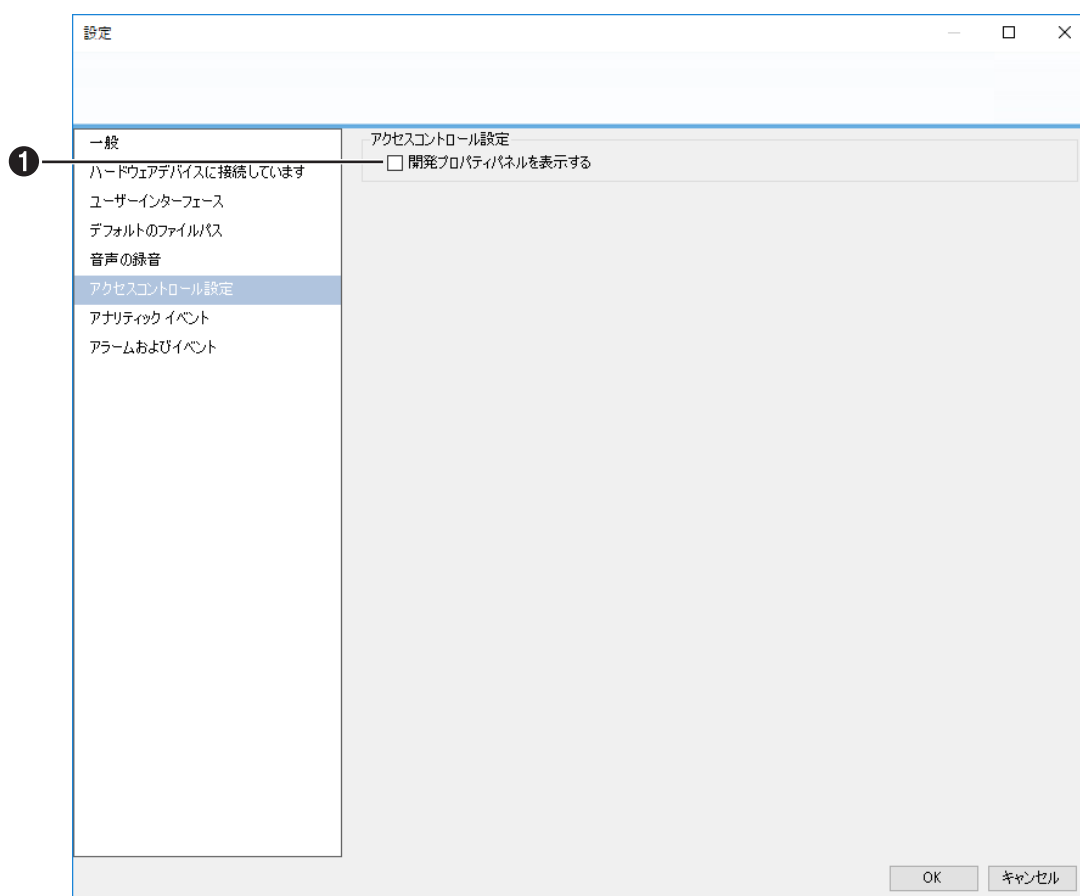 設定
一般
❶
ハードウェアデバイスに接続しています
ユーザーインターフェース
デフォルトのファイルパス
音声の録音
アクセスコントロール設定
アナリティック イベント
アラームおよびイベント
アクセスコントロール設定
開発プロパティパネルを表示する
OK
キャンセル